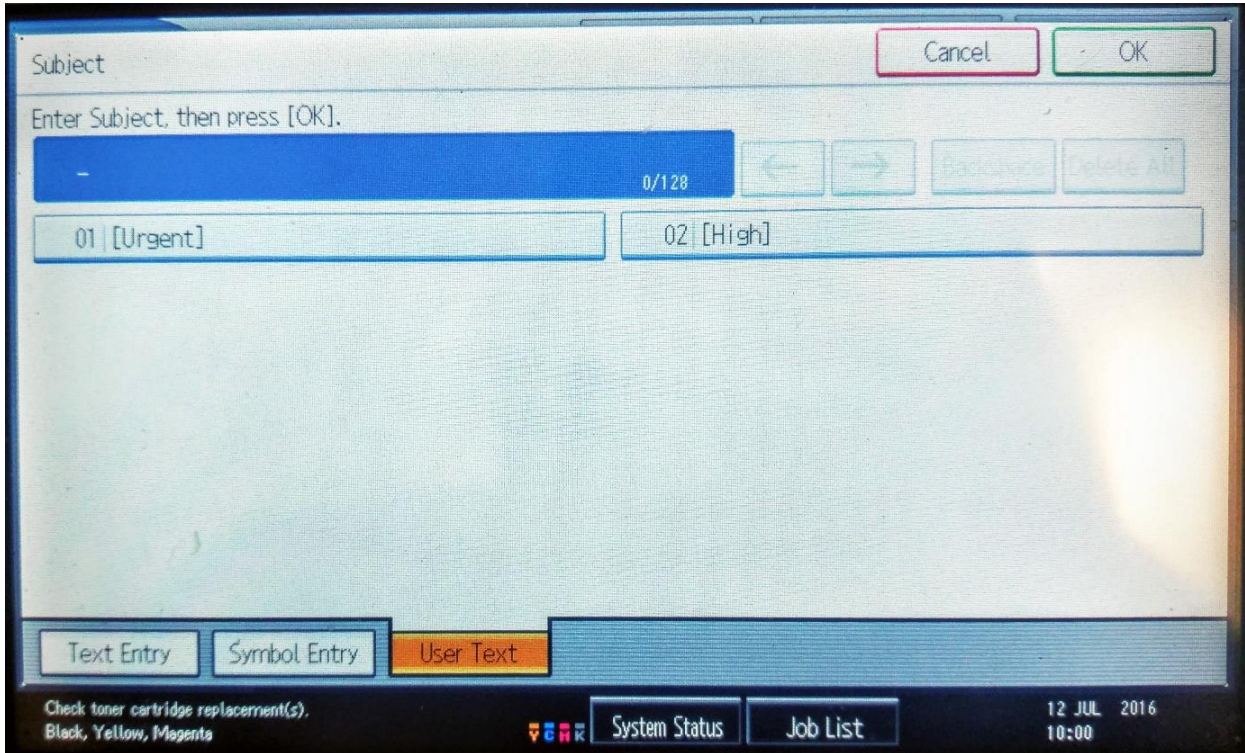 Subject
Cancel
OK
Enter Subject, then press [OK].
0/128
← → Backspace Delete All
01 [Urgent]
02 [High]
Text Entry
Symbol Entry
User Text
Check toner cartridge replacement(s).
Black, Yellow, Magenta
Y C M K
System Status
Job List
12 JUL 2016
10:00